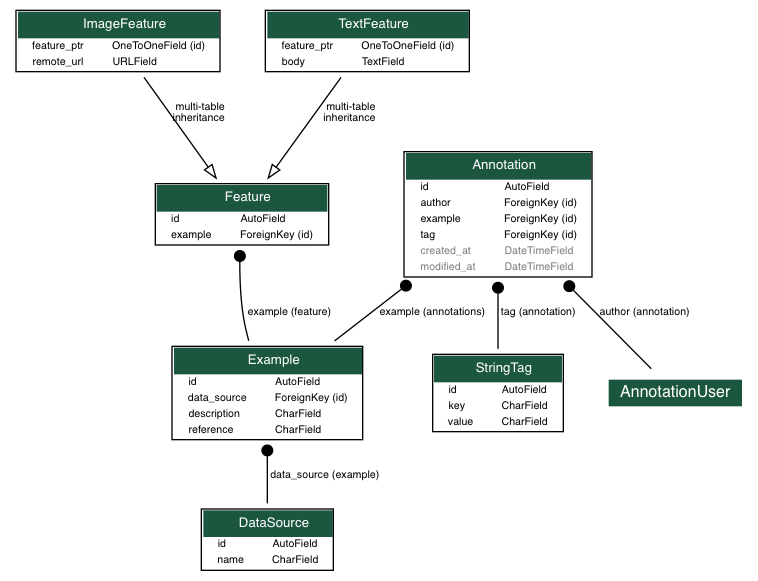 ImageFeature
feature_ptr OneToOneField (id)
remote_url URLField
TextFeature
feature_ptr OneToOneField (id)
body TextField
multi-table
inheritance
multi-table
inheritance
Annotation
id AutoField
author ForeignKey (id)
example ForeignKey (id)
tag ForeignKey (id)
created_at DateTimeField
modified_at DateTimeField
Feature
id AutoField
example ForeignKey (id)
example (feature)
example (annotations)
tag (annotation)
author (annotation)
Example
id AutoField
data_source ForeignKey (id)
description CharField
reference CharField
StringTag
id AutoField
key CharField
value CharField
AnnotationUser
data_source (example)
DataSource
id AutoField
name CharField